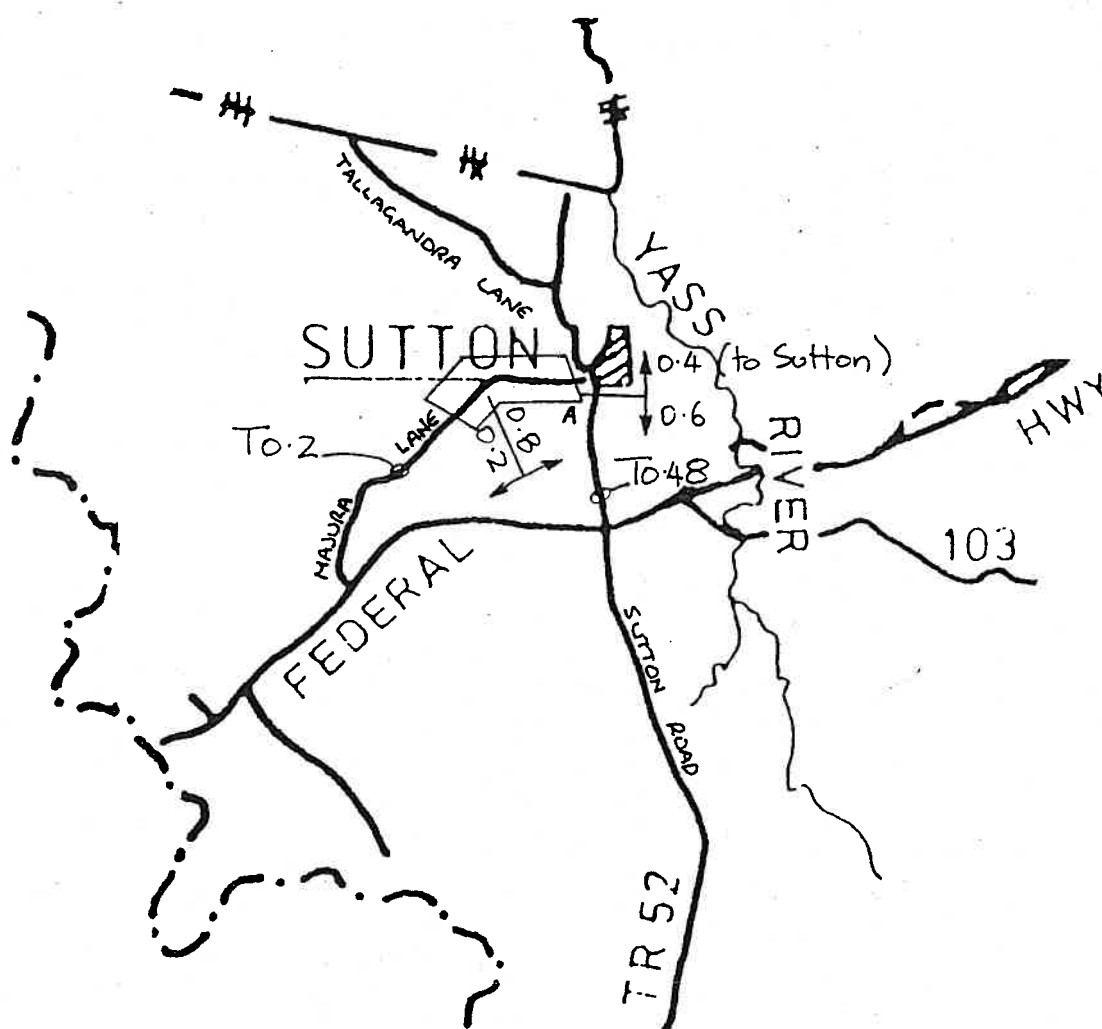 TALLAGANDRA LANE
YASS RIVER
SUTTON
0.4 (to Sutton)
A
0.6
HWY
LANE
0.8
0.2
To.2
To.48
MAJURA
FEDERAL
103
SUTTON ROAD
TR 52